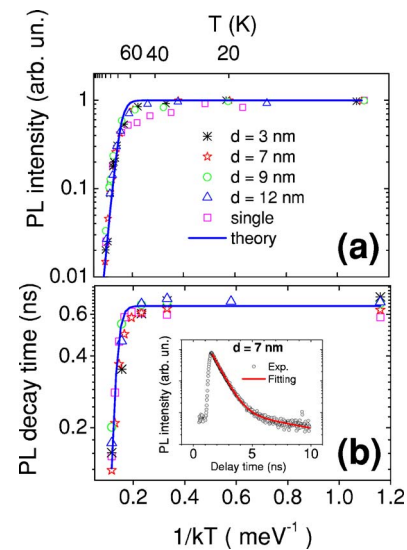 T (K)
60 40 20
PL intensity (arb. un.)
1
0.1
0.01
d = 3 nm
d = 7 nm
d = 9 nm
d = 12 nm
single
theory
(a)
PL decay time (ns)
0.6
0.4
0.2
d = 7 nm
PL intensity (arb. un.)
Exp.
Fitting
0 5 10
Delay time (ns)
(b)
0.2 0.4 0.6 0.8 1.0 1.2
1/kT ( meV⁻¹)